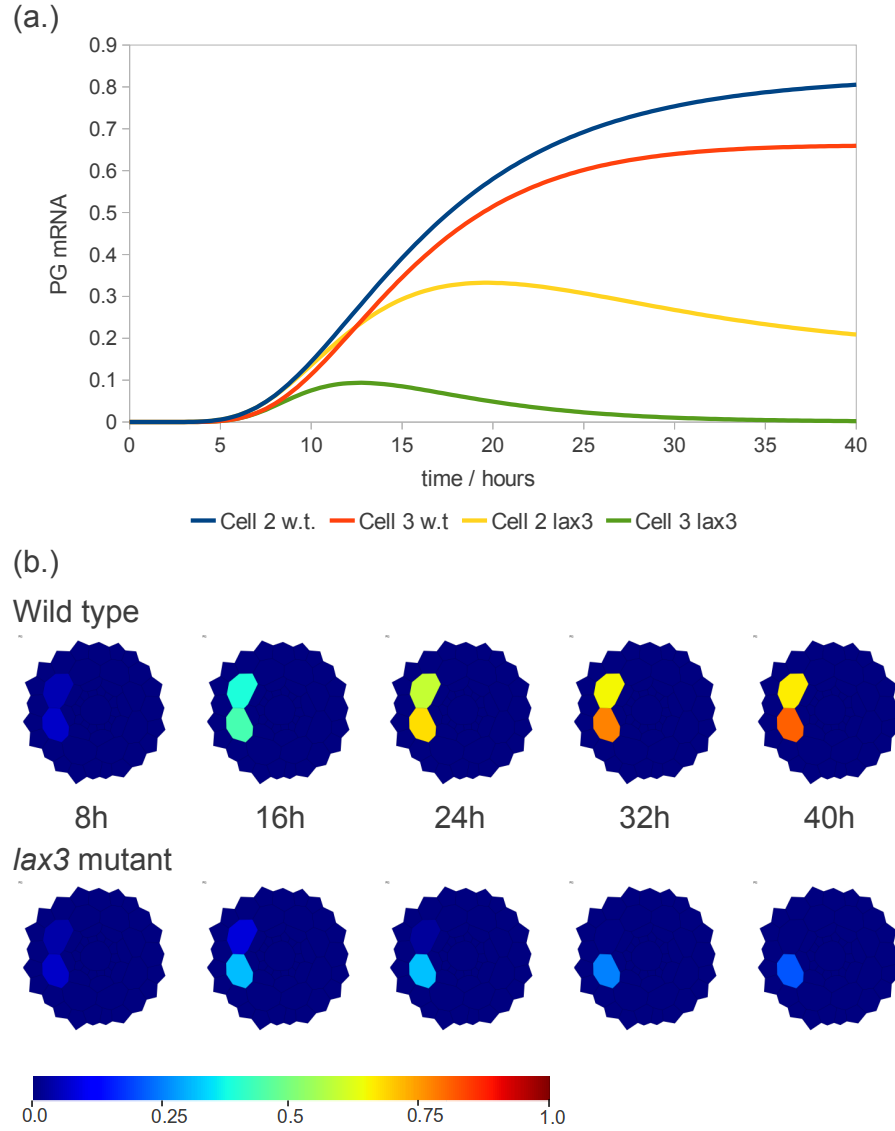 (a.)
0.9
0.8
0.7
0.6
0.5
0.4
0.3
0.2
0.1
0
PG mRNA
0 5 10 15 20 25 30 35 40
time / hours
Cell 2 w.t. Cell 3 w.t Cell 2 lax3 Cell 3 lax3
(b.)
Wild type
8h 16h 24h 32h 40h
lax3 mutant
0.0 0.25 0.5 0.75 1.0